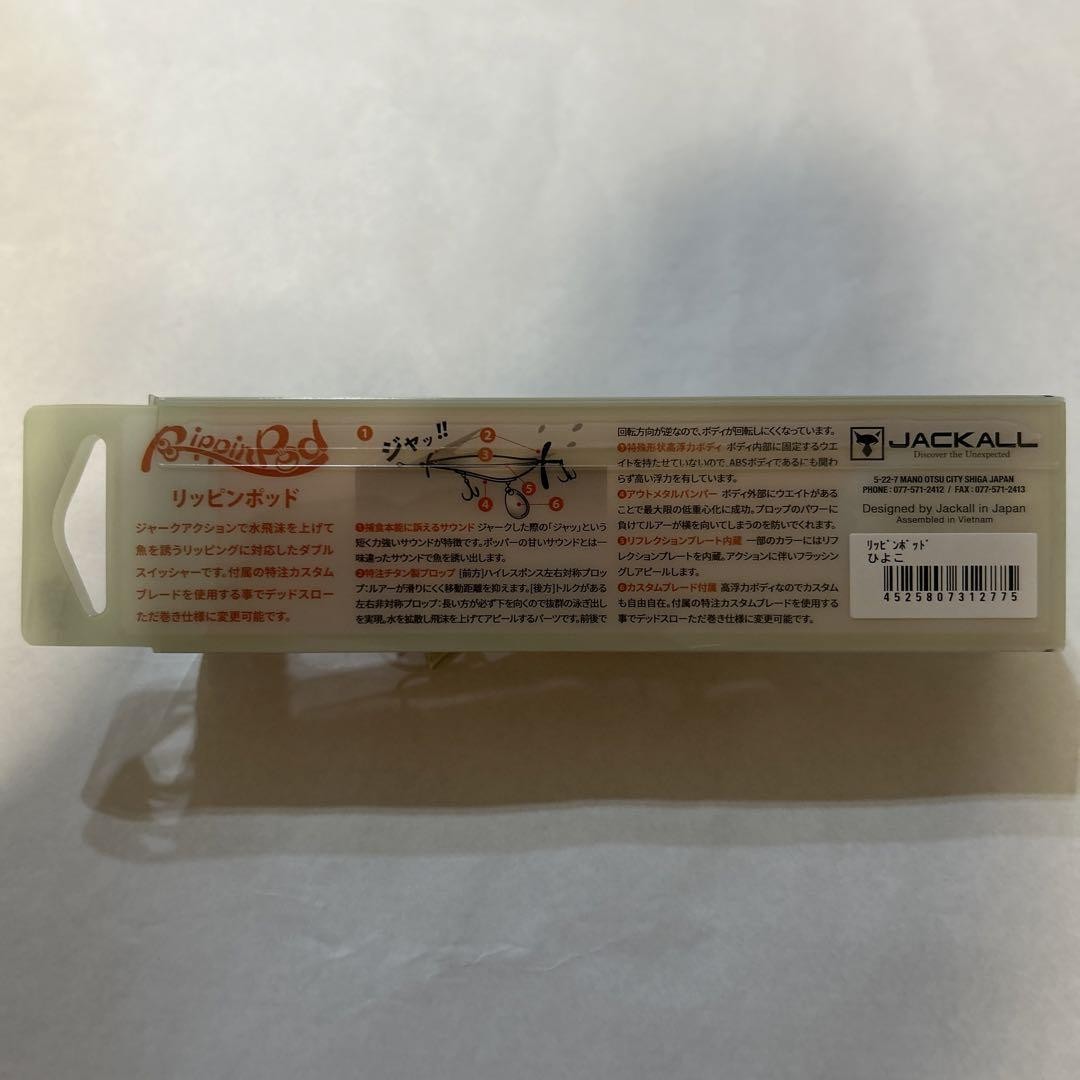 RippinPod
リッピンポッド
ジャークアクションで水飛沫を上げて
魚を誘うリッピングに対応したダブル
スイッシャーです。付属の特注カスタム
ブレードを使用する事でデッドスロー
ただ巻き仕様に変更可能です。
1
ジャッ!!
2
3
4
5
6
❶捕食本能に訴えるサウンド ジャークした際の「ジャッ」という
短く力強いサウンドが特徴です。ポッパーの甘いサウンドとは一
味違ったサウンドで魚を誘い出します。
❷特注チタン製プロップ [前方]ハイレスポンス左右対称プロッ
プ:ルアーが滑りにくく移動距離を抑えます。[後方]トルクがある
左右非対称プロップ:長い方が必ず下を向くので抜群の泳ぎ出し
を実現。水を拡散し飛沫を上げてアピールするパーツです。前後で
回転方向が逆なので、ボディが回転しにくくなっています。
❸特殊形状高浮力ボディ ボディ内部に固定するウエ
イトを持たせていないので、ABSボディであるにも関わ
らず高い浮力を有しています。
❹アウトメタルバンパー ボディ外部にウエイトがある
ことで最大限の低重心化に成功。プロップのパワーに
負けてルアーが横を向いてしまうのを防いでくれます。
❺リフレクションプレート内蔵 一部のカラーにはリフ
レクションプレートを内蔵。アクションに伴いフラッシン
グしアピールします。
❻カスタムブレード付属 高浮力ボディなのでカスタム
も自由自在。付属の特注カスタムブレードを使用する
事でデッドスローただ巻き仕様に変更可能です。
JACKALL
Discover the Unexpected
5-22-7 MANO OTSU CITY SHIGA JAPAN
PHONE : 077-571-2412 / FAX : 077-571-2413
Designed by Jackall in Japan
Assembled in Vietnam
ﾘｯﾋﾟﾝﾎﾟｯﾄﾞ
ひよこ
4525807312775